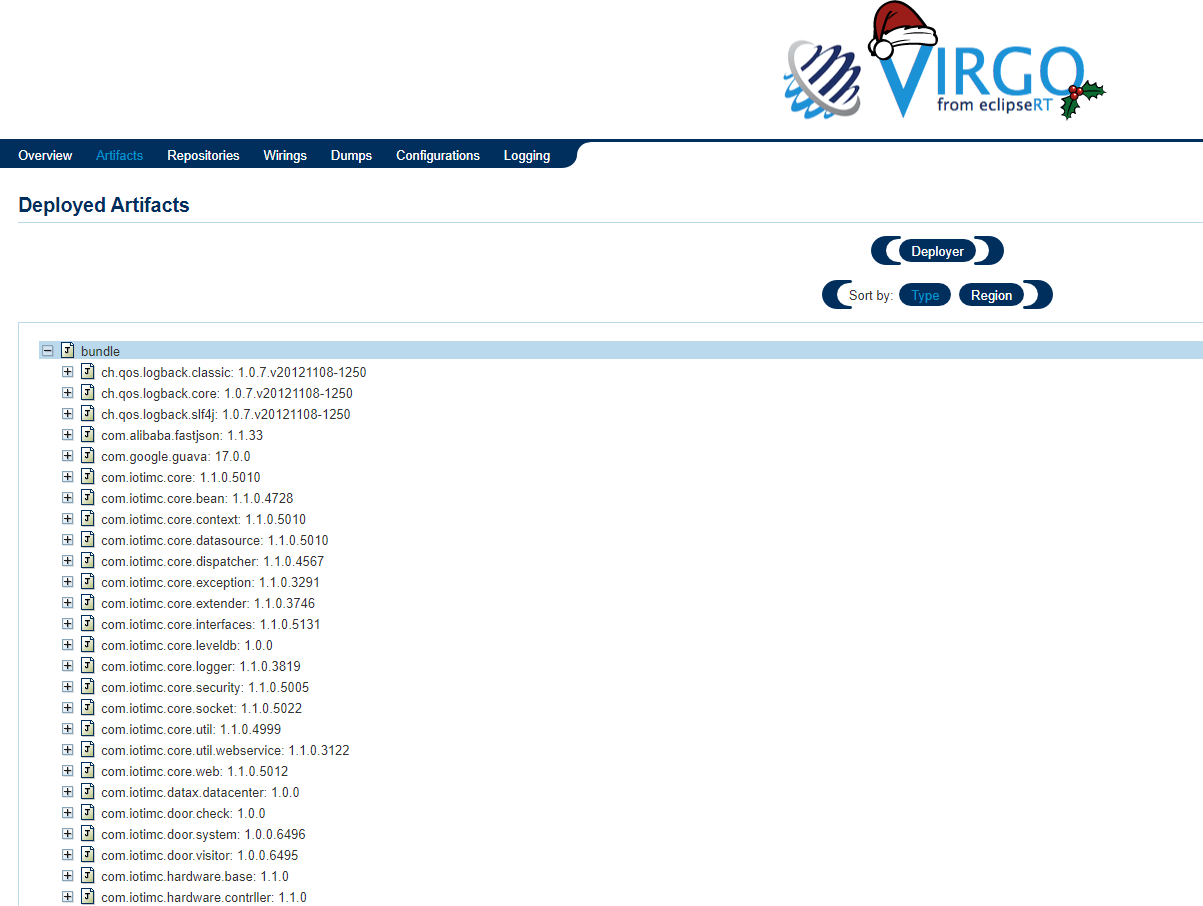 VIRGO
from eclipseRT
Overview Artifacts Repositories Wirings Dumps Configurations Logging
Deployed Artifacts
Deployer
Sort by: Type Region
bundle
ch.qos.logback.classic: 1.0.7.v20121108-1250
ch.qos.logback.core: 1.0.7.v20121108-1250
ch.qos.logback.slf4j: 1.0.7.v20121108-1250
com.alibaba.fastjson: 1.1.33
com.google.guava: 17.0.0
com.iotimc.core: 1.1.0.5010
com.iotimc.core.bean: 1.1.0.4728
com.iotimc.core.context: 1.1.0.5010
com.iotimc.core.datasource: 1.1.0.5010
com.iotimc.core.dispatcher: 1.1.0.4567
com.iotimc.core.exception: 1.1.0.3291
com.iotimc.core.extender: 1.1.0.3746
com.iotimc.core.interfaces: 1.1.0.5131
com.iotimc.core.leveldb: 1.0.0
com.iotimc.core.logger: 1.1.0.3819
com.iotimc.core.security: 1.1.0.5005
com.iotimc.core.socket: 1.1.0.5022
com.iotimc.core.util: 1.1.0.4999
com.iotimc.core.util.webservice: 1.1.0.3122
com.iotimc.core.web: 1.1.0.5012
com.iotimc.datax.datacenter: 1.0.0
com.iotimc.door.check: 1.0.0
com.iotimc.door.system: 1.0.0.6496
com.iotimc.door.visitor: 1.0.0.6495
com.iotimc.hardware.base: 1.1.0
com.iotimc.hardware.contrller: 1.1.0